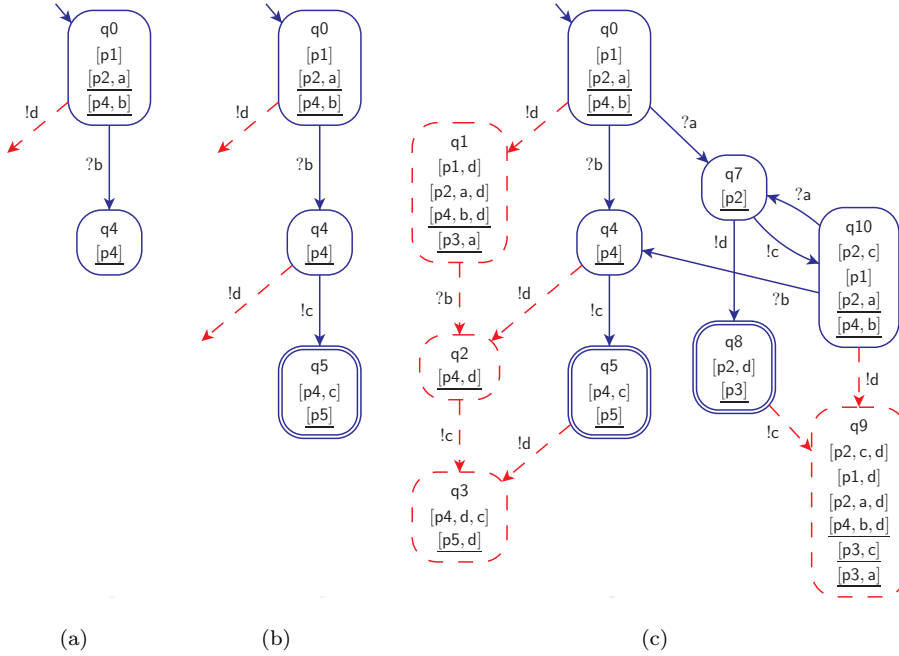 q0
[p1]
[p2, a]
[p4, b]
!d
?b
q4
[p4]
(a)
q0
[p1]
[p2, a]
[p4, b]
!d
?b
q4
[p4]
!d
!c
q5
[p4, c]
[p5]
(b)
q0
[p1]
[p2, a]
[p4, b]
!d
?a
?b
q1
[p1, d]
[p2, a, d]
[p4, b, d]
[p3, a]
q7
[p2]
?a
!c
!d
q10
[p2, c]
[p1]
[p2, a]
[p4, b]
q4
[p4]
?b
?b
!d
!c
!d
q2
[p4, d]
q5
[p4, c]
[p5]
q8
[p2, d]
[p3]
!c
!d
!c
q3
[p4, d, c]
[p5, d]
q9
[p2, c, d]
[p1, d]
[p2, a, d]
[p4, b, d]
[p3, c]
[p3, a]
(c)